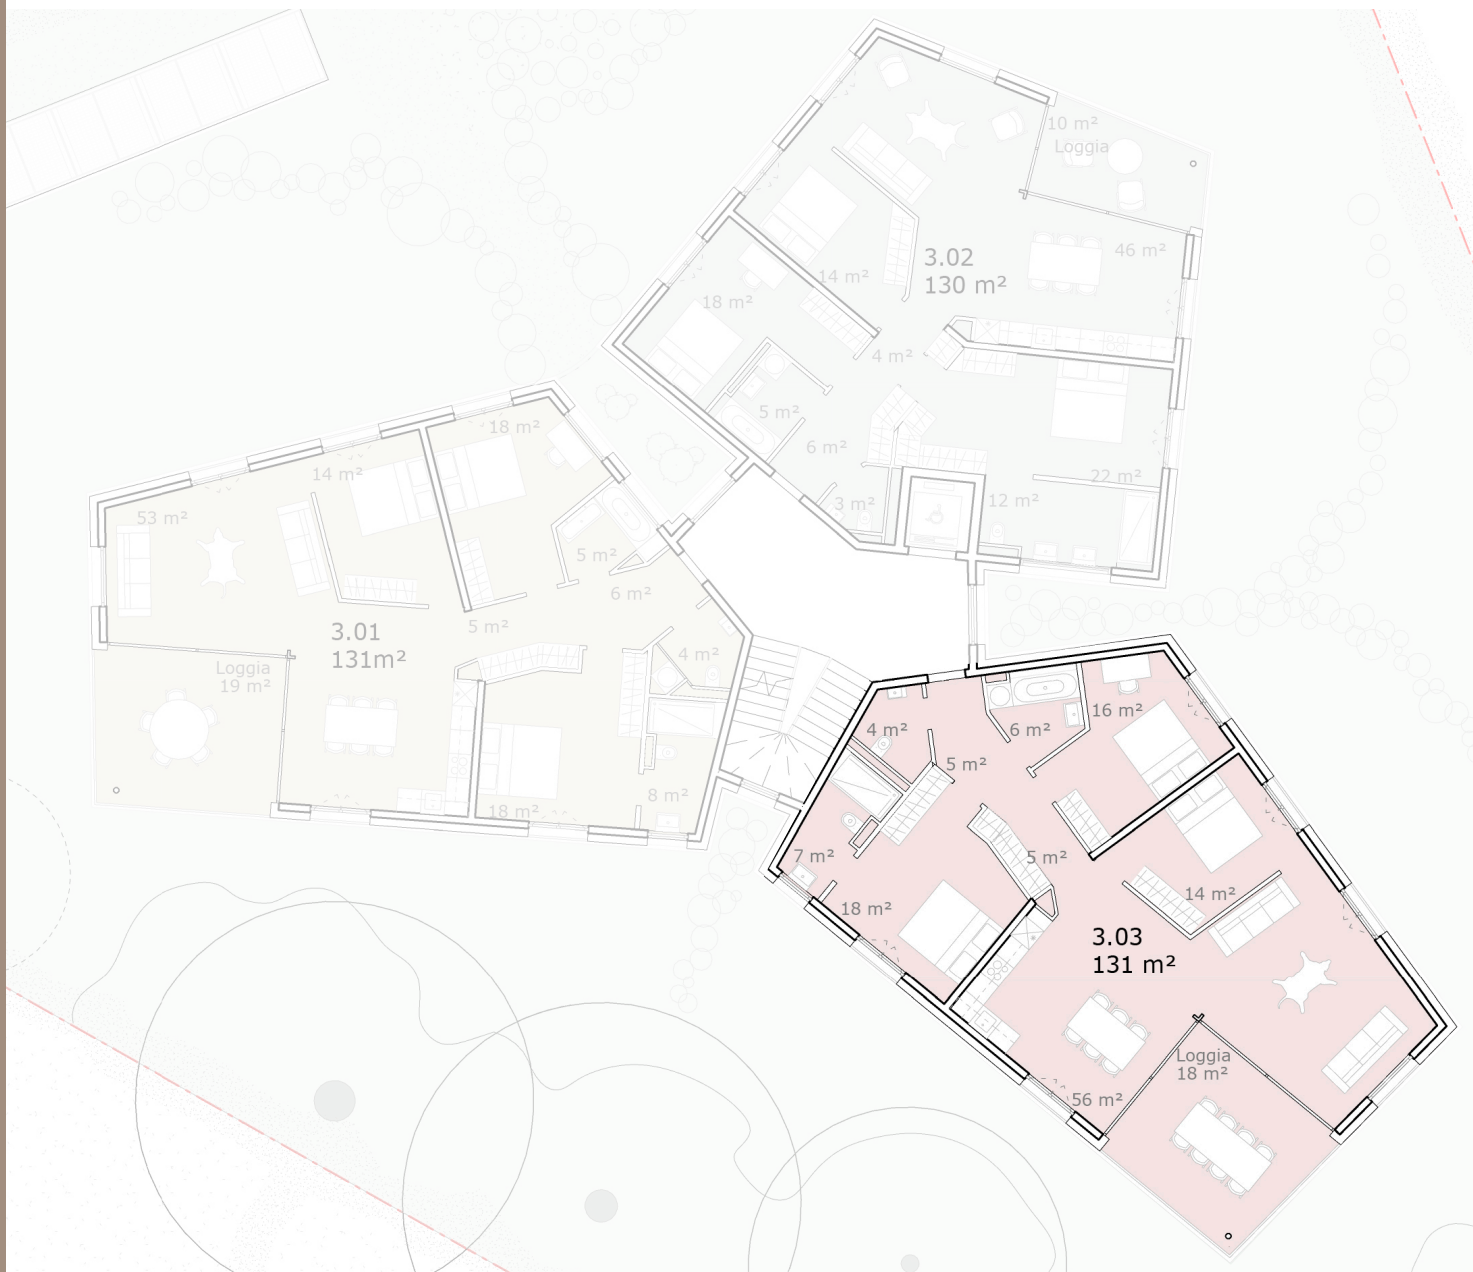 10 m²
Loggia
3.02
130 m²
46 m²
14 m²
18 m²
4 m²
5 m²
6 m²
3 m²
12 m²
22 m²
18 m²
14 m²
53 m²
5 m²
6 m²
5 m²
3.01
131m²
Loggia
19 m²
4 m²
18 m²
8 m²
4 m²
6 m²
16 m²
5 m²
7 m²
5 m²
18 m²
14 m²
3.03
131 m²
Loggia
18 m²
56 m²